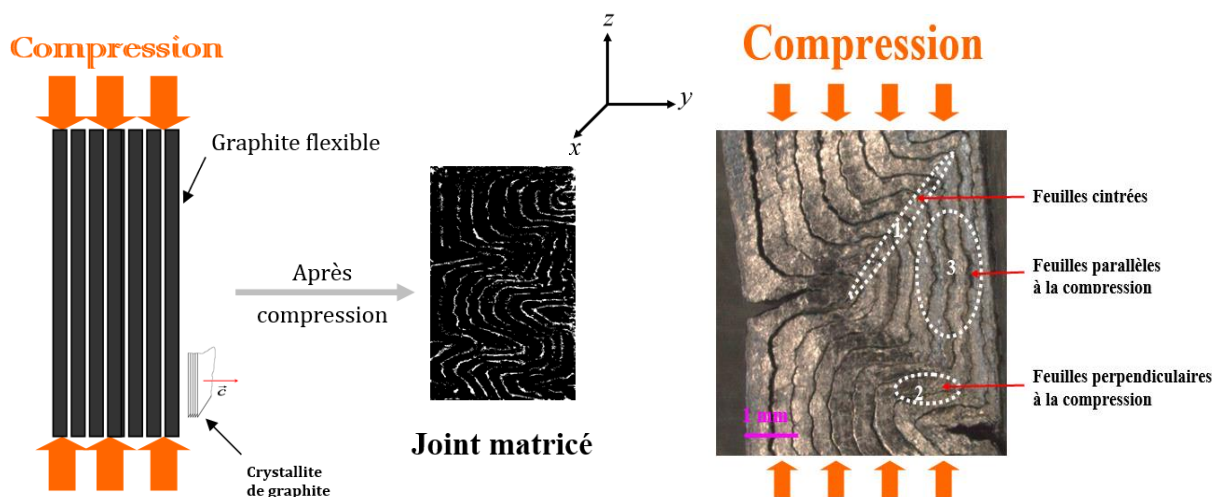 Compression
Graphite flexible
c
Crystallite
de graphite
Après
compression
z
y
x
Joint matricé
Compression
Feuilles cintrées
1
3
Feuilles parallèles
à la compression
Feuilles perpendiculaires
à la compression
2
1 mm